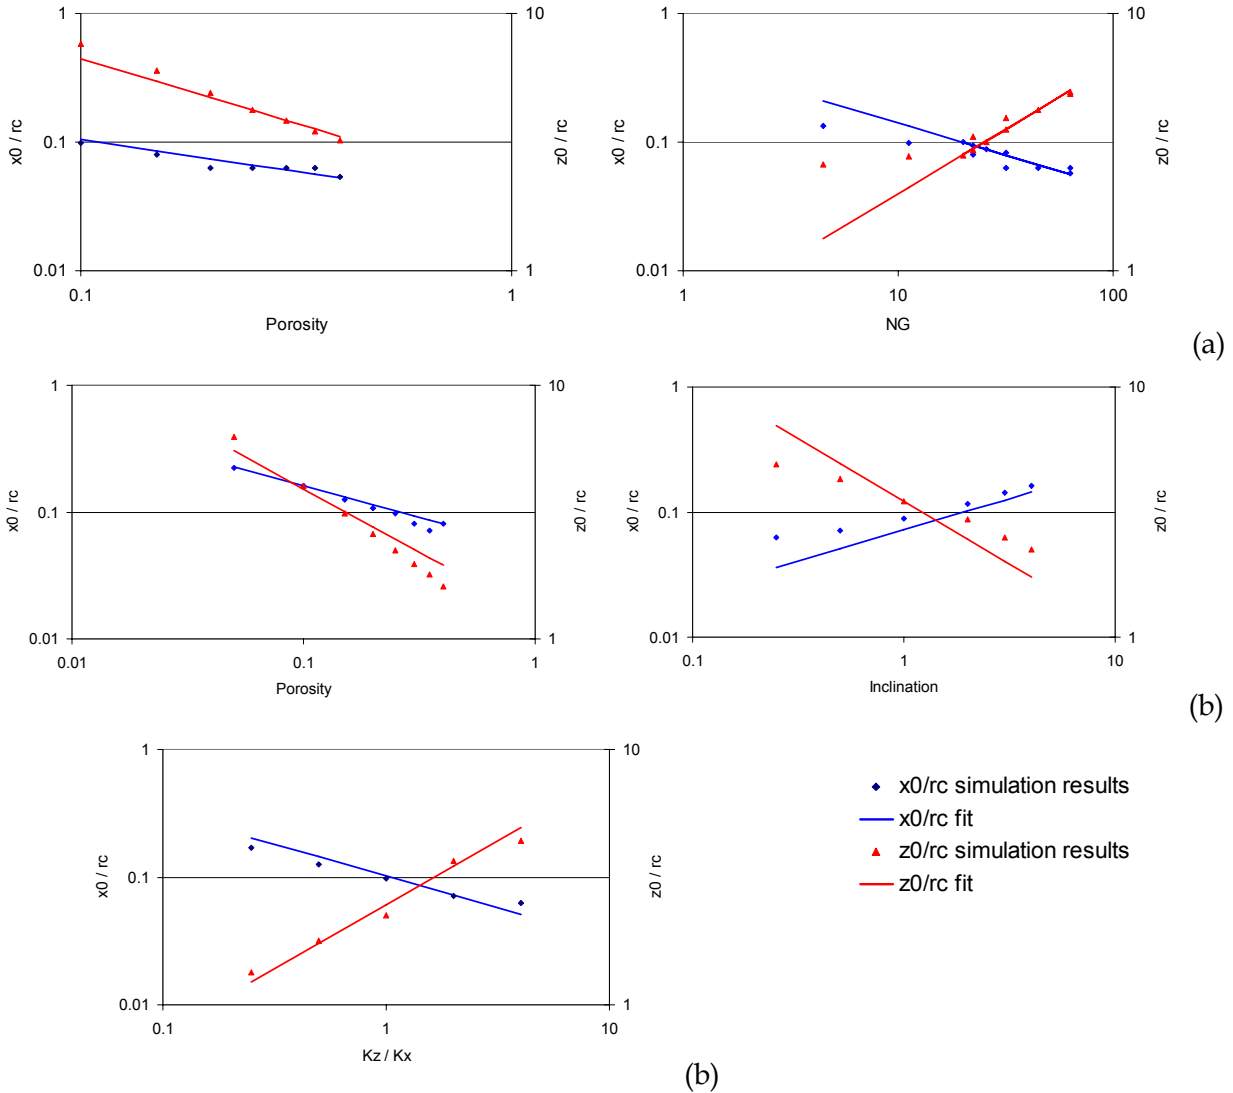 1
0.1
0.01
x0 / rc
10
1
z0 / rc
0.1
1
Porosity
1
0.1
0.01
x0 / rc
10
1
z0 / rc
1
10
100
NG
(a)
1
0.1
0.01
x0 / rc
10
1
z0 / rc
0.01
0.1
1
Porosity
1
0.1
0.01
x0 / rc
10
1
z0 / rc
0.1
1
10
Inclination
(b)
1
0.1
0.01
x0 / rc
10
1
z0 / rc
0.1
1
10
Kz / Kx
x0/rc simulation results
x0/rc fit
z0/rc simulation results
z0/rc fit
(b)